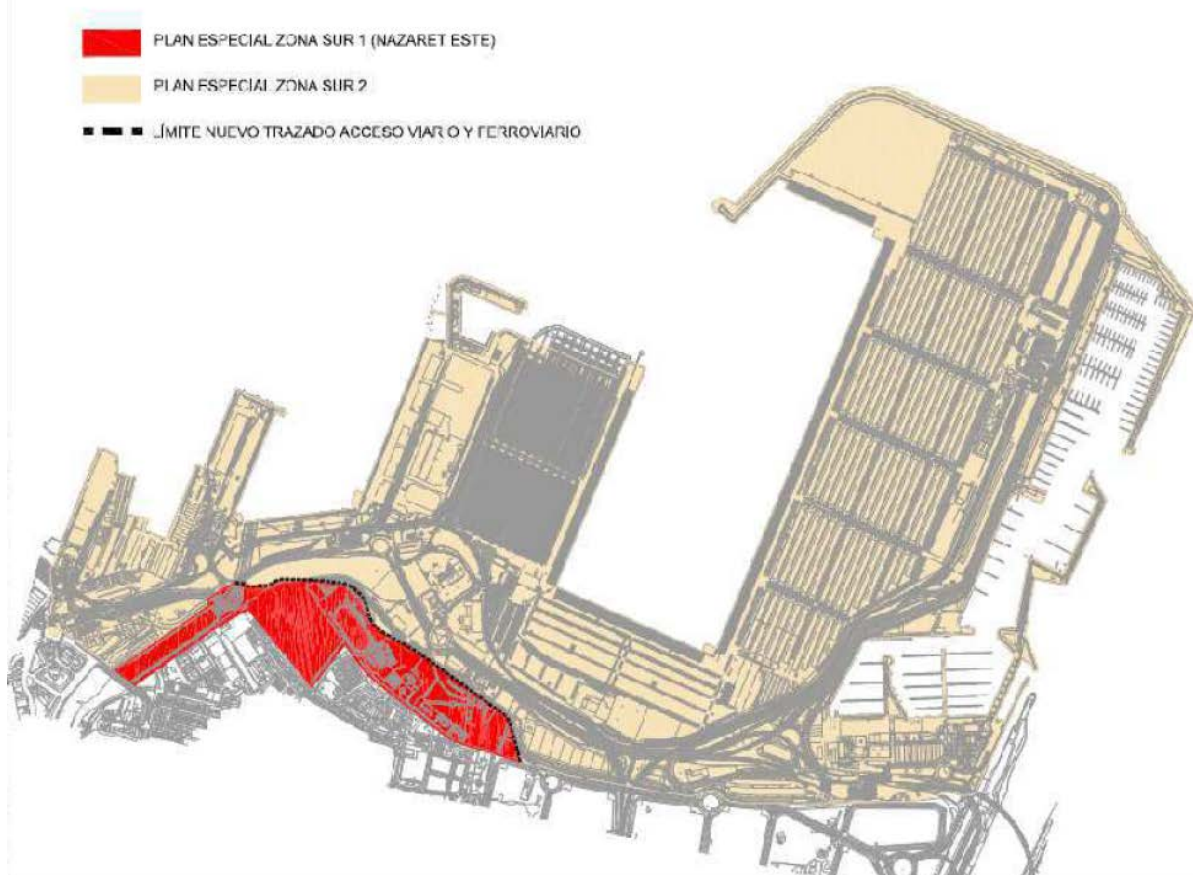 PLAN ESPECIAL ZONA SUR 1 (NAZARET ESTE)
PLAN ESPECIAL ZONA SUR 2
LÍMITE NUEVO TRAZADO ACCESO VIARIO Y FERROVIARIO